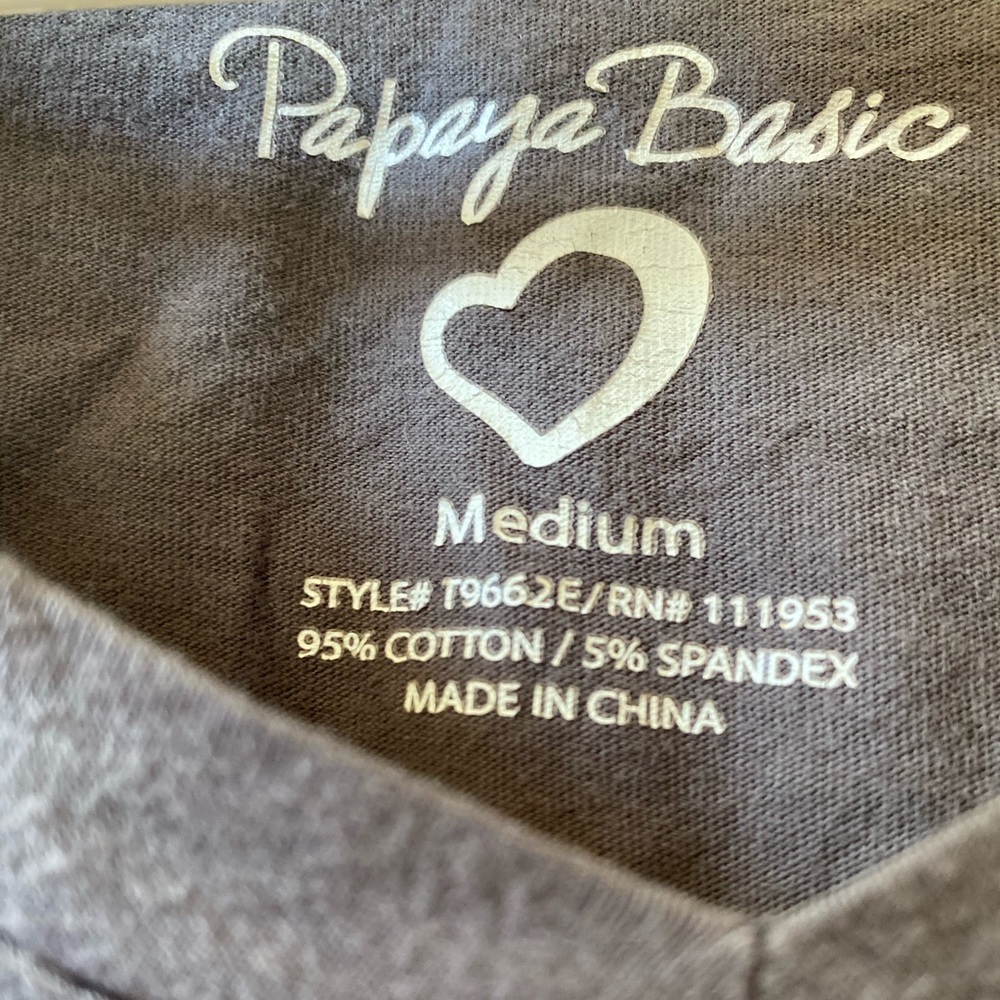 Papaya Basic
Medium
STYLE# T9662E/RN# 111953
95% COTTON / 5% SPANDEX
MADE IN CHINA